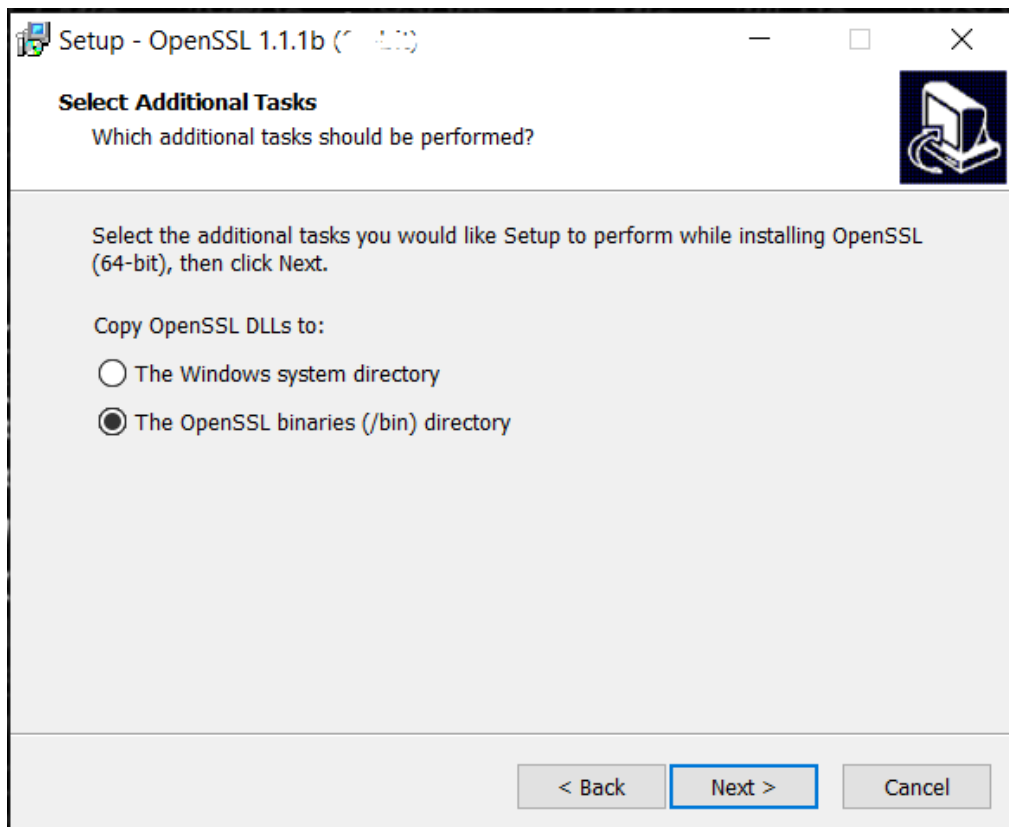 Setup - OpenSSL 1.1.1b
Select Additional Tasks
Which additional tasks should be performed?
Select the additional tasks you would like Setup to perform while installing OpenSSL
(64-bit), then click Next.
Copy OpenSSL DLLs to:
The Windows system directory
The OpenSSL binaries (/bin) directory
< Back
Next >
Cancel